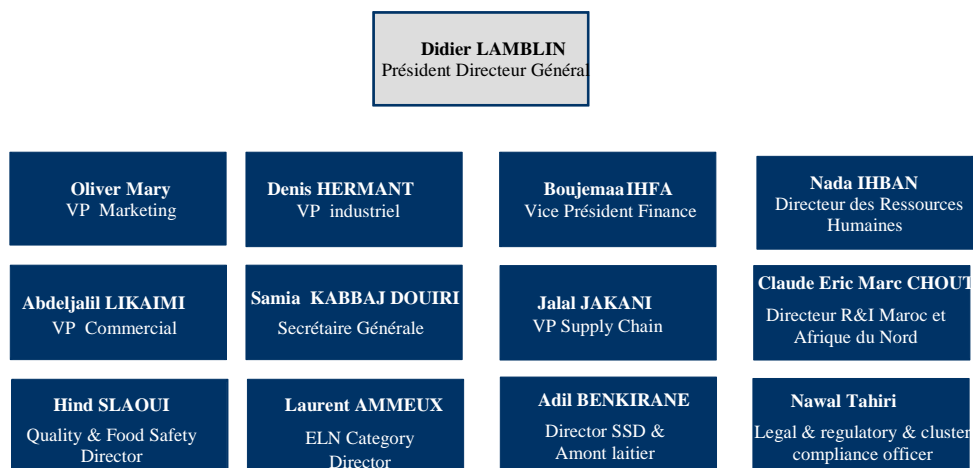 Didier LAMBLIN
Président Directeur Général
Oliver Mary
VP Marketing
Denis HERMANT
VP industriel
Boujemaa IHFA
Vice Président Finance
Nada IHBAN
Directeur des Ressources
Humaines
Abdeljalil LIKAIMI
VP Commercial
Samia KABBAJ DOUIRI
Secrétaire Générale
Jalal JAKANI
VP Supply Chain
Claude Eric Marc CHOUT
Directeur R&I Maroc et
Afrique du Nord
Hind SLAOUI
Quality & Food Safety
Director
Laurent AMMEUX
ELN Category
Director
Adil BENKIRANE
Director SSD &
Amont laitier
Nawal Tahiri
Legal & regulatory & cluster
compliance officer